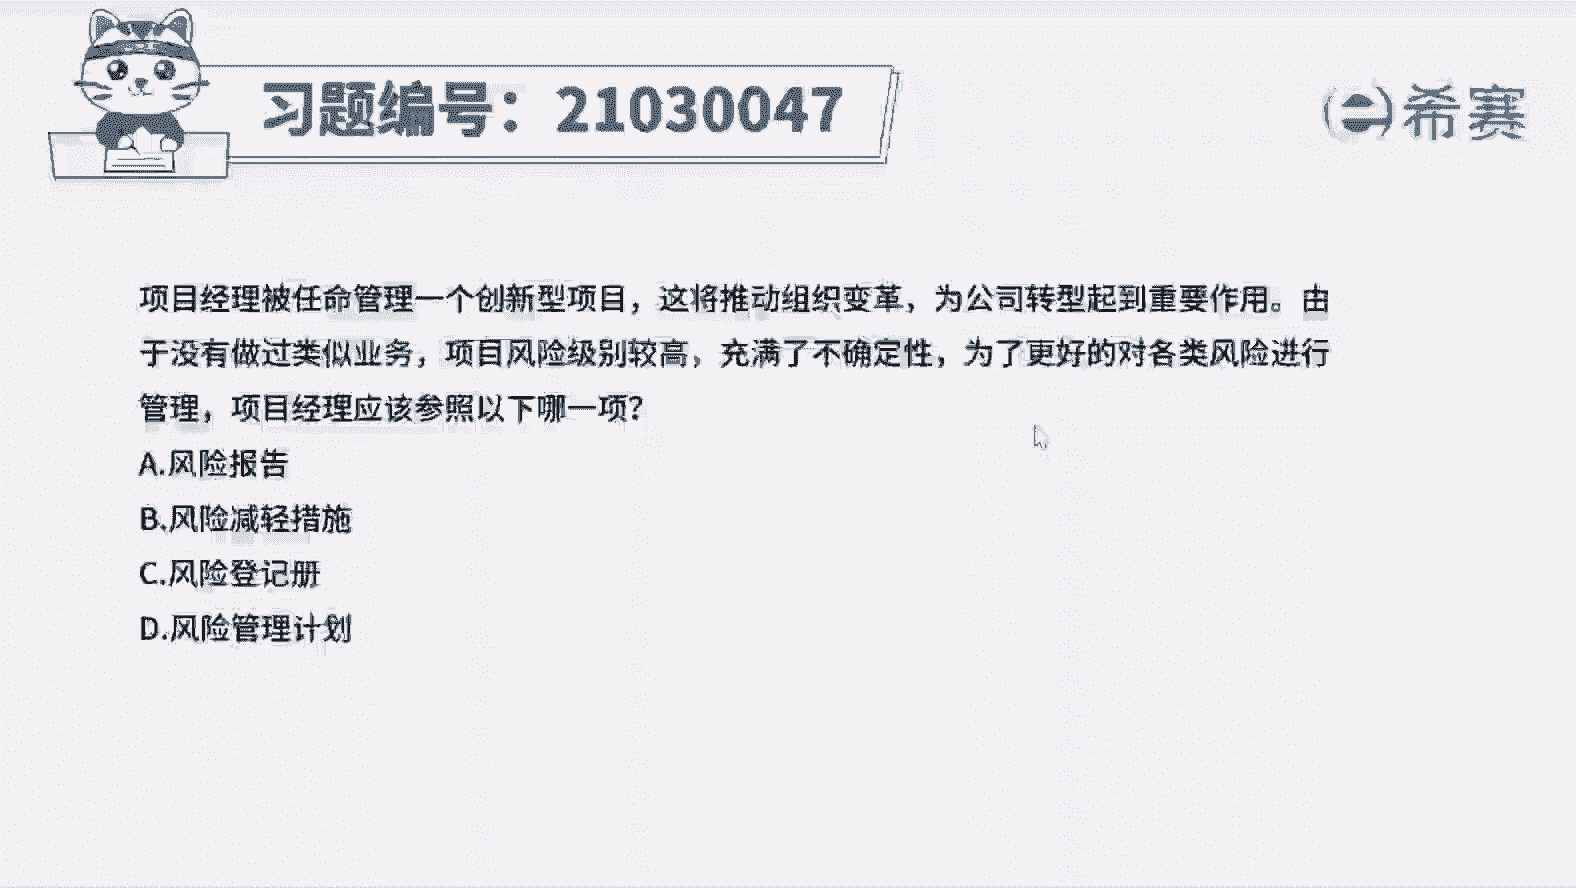 习题编号：21030047
希赛
项目经理被任命管理一个创新型项目，这将推动组织变革，为公司转型起到重要作用。由
于没有做过类似业务，项目风险级别较高，充满了不确定性，为了更好的对各类风险进行
管理，项目经理应该参照以下哪一项？
A.风险报告
B.风险减轻措施
C.风险登记册
D.风险管理计划